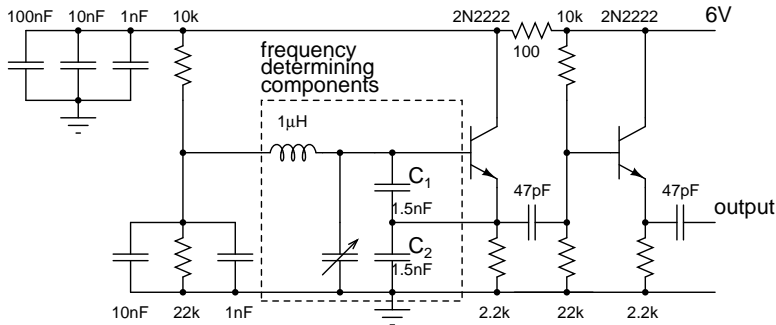 100nF 10nF 1nF 10k 2N2222 10k 2N2222 6V
100
frequency
determining
components
1μH
C1
1.5nF
47pF 47pF
output
C2
1.5nF
10nF 22k 1nF 2.2k 22k 2.2k